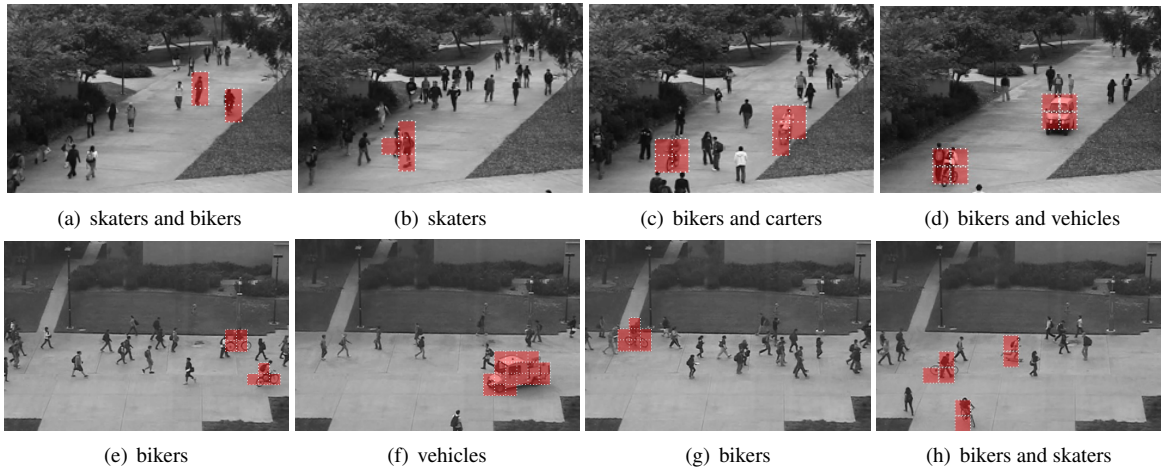 (a) skaters and bikers (b) skaters (c) bikers and carters (d) bikers and vehicles
(e) bikers (f) vehicles (g) bikers (h) bikers and skaters